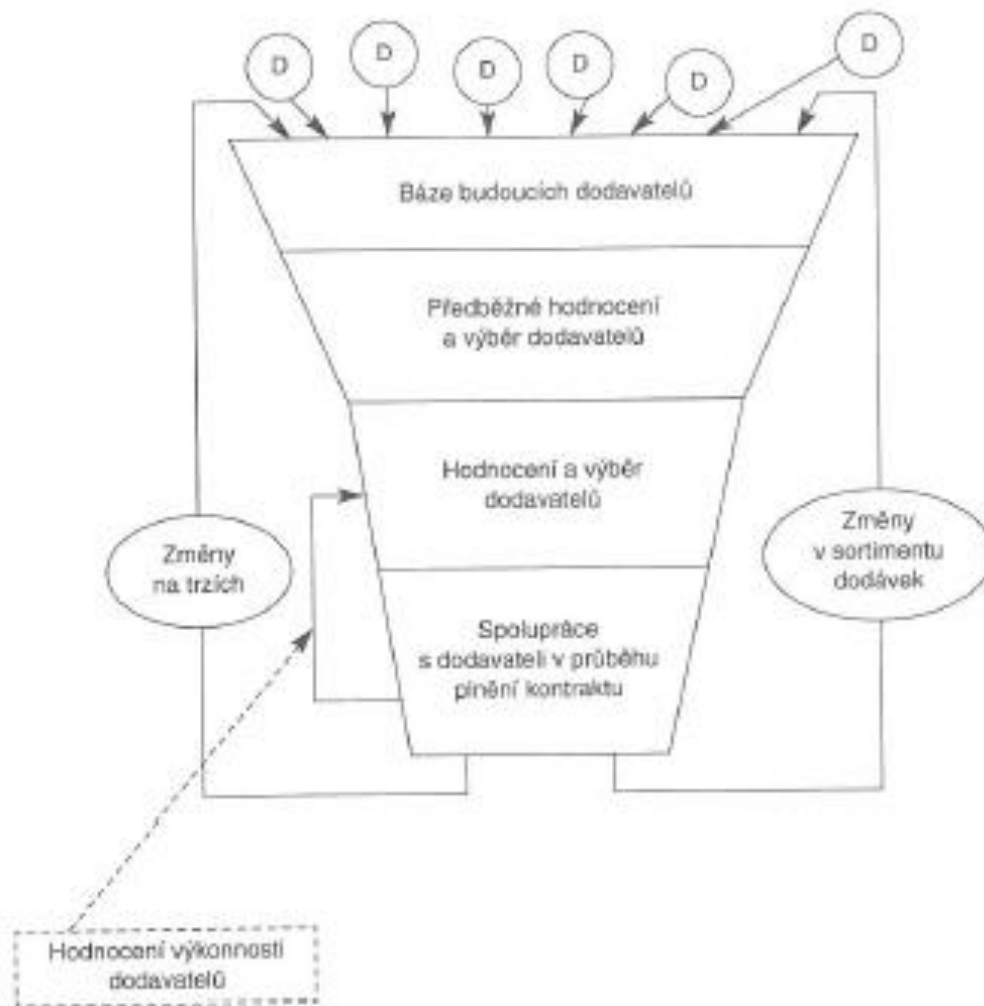 D
D
D
D
D
D
Báze budoucích dodavatelů
Předběžné hodnocení
a výběr dodavatelů
Hodnocení a výběr
dodavatelů
Změny
na trzích
Změny
v sortimentu
dodávek
Spolupráce
s dodavateli v průběhu
plnění kontraktu
Hodnocení výkonnosti
dodavatelů